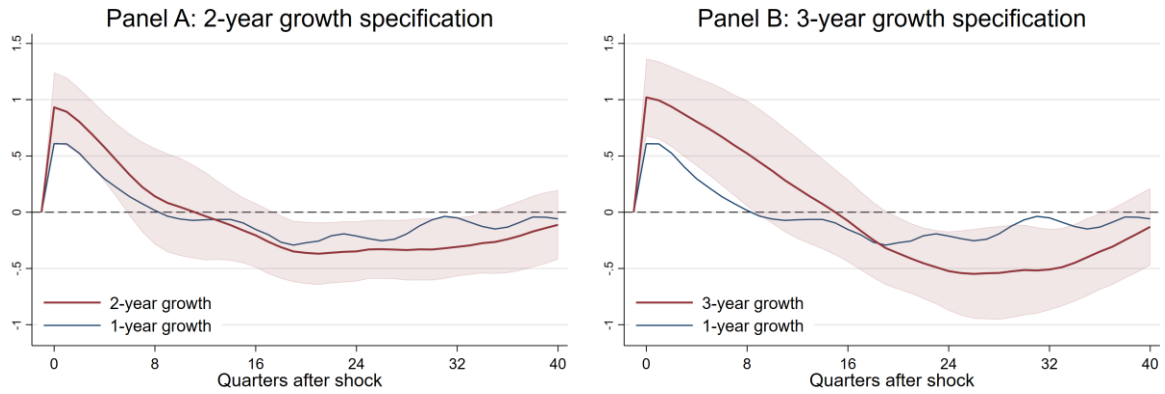 Panel A: 2-year growth specification
1.5
1
.5
0
-.5
-1
2-year growth
1-year growth
0 8 16 24 32 40
Quarters after shock
Panel B: 3-year growth specification
1.5
1
.5
0
-.5
-1
3-year growth
1-year growth
0 8 16 24 32 40
Quarters after shock